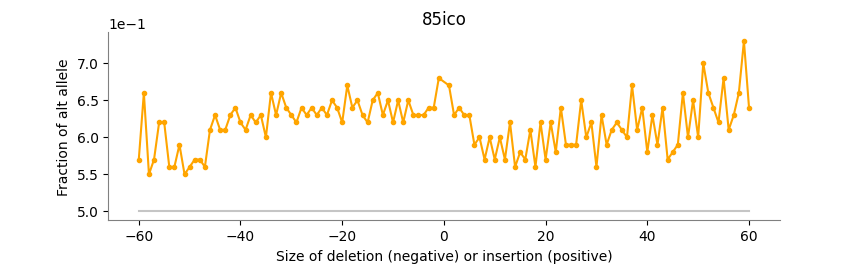 85ico
1e−1
Fraction of alt allele
7.0
6.5
6.0
5.5
5.0
−60 −40 −20 0 20 40 60
Size of deletion (negative) or insertion (positive)